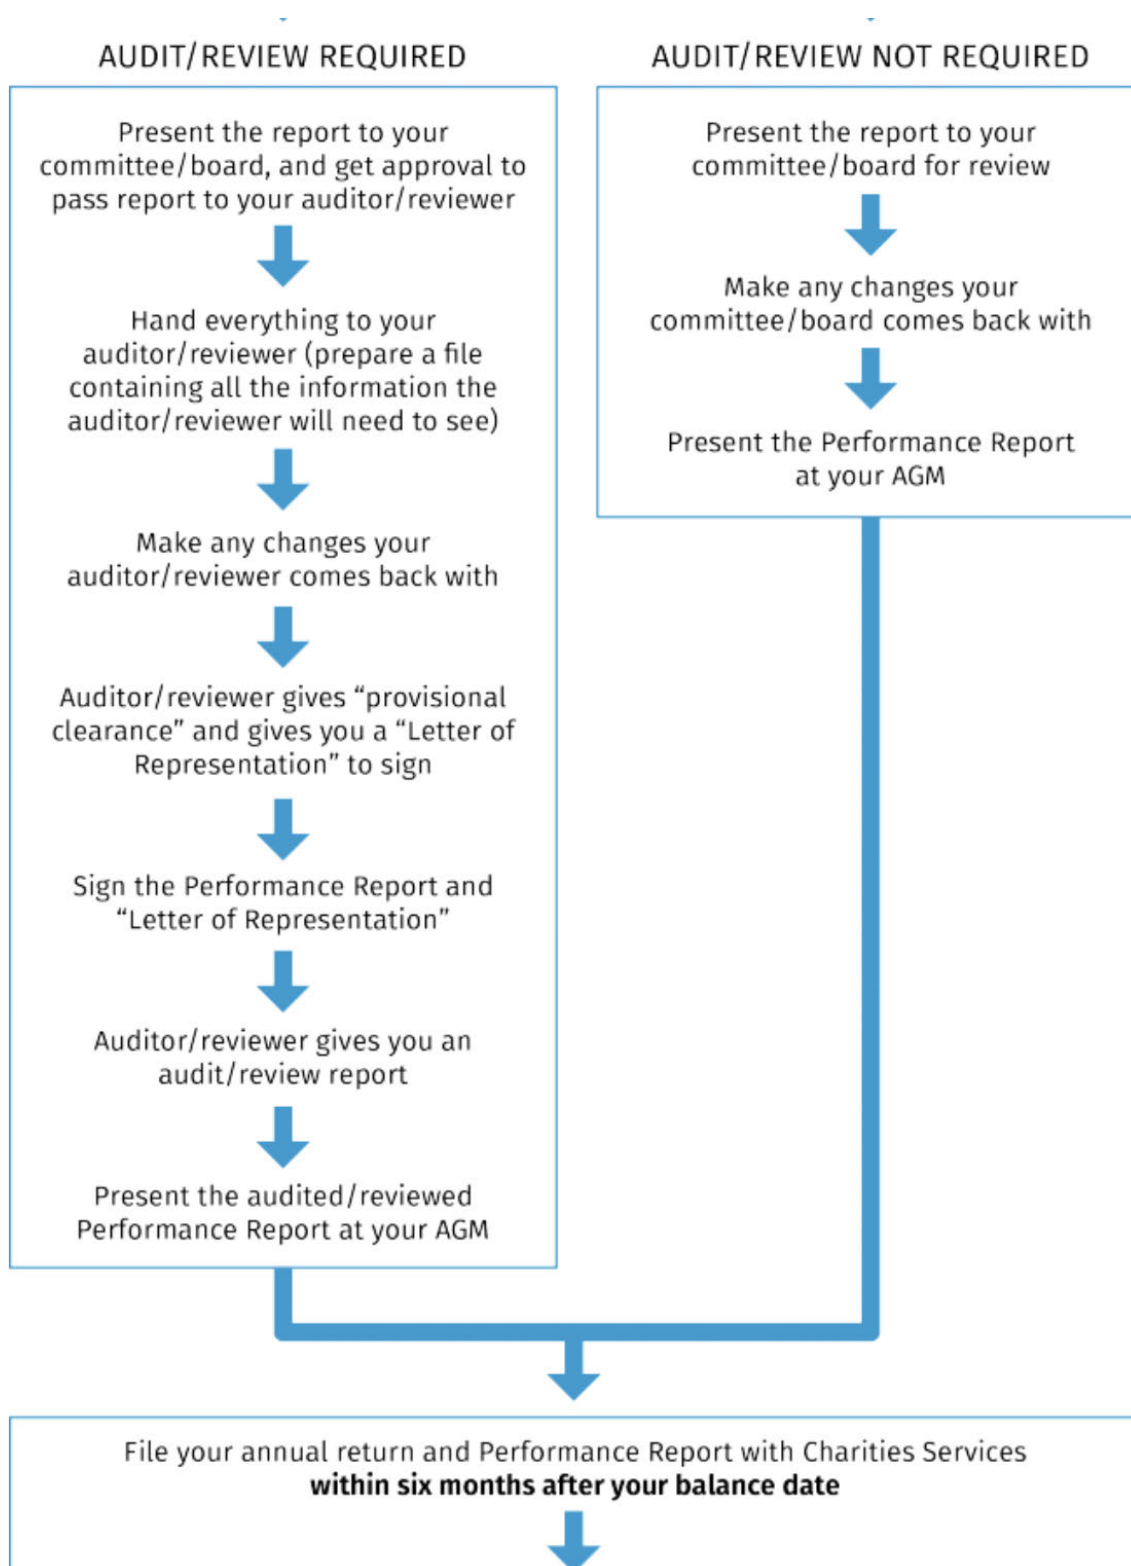 AUDIT/REVIEW REQUIRED
Present the report to your
committee/board, and get approval to
pass report to your auditor/reviewer
Hand everything to your
auditor/reviewer (prepare a file
containing all the information the
auditor/reviewer will need to see)
Make any changes your
auditor/reviewer comes back with
Auditor/reviewer gives “provisional
clearance” and gives you a “Letter of
Representation” to sign
Sign the Performance Report and
“Letter of Representation”
Auditor/reviewer gives you an
audit/review report
Present the audited/reviewed
Performance Report at your AGM
AUDIT/REVIEW NOT REQUIRED
Present the report to your
committee/board for review
Make any changes your
committee/board comes back with
Present the Performance Report
at your AGM
File your annual return and Performance Report with Charities Services
within six months after your balance date